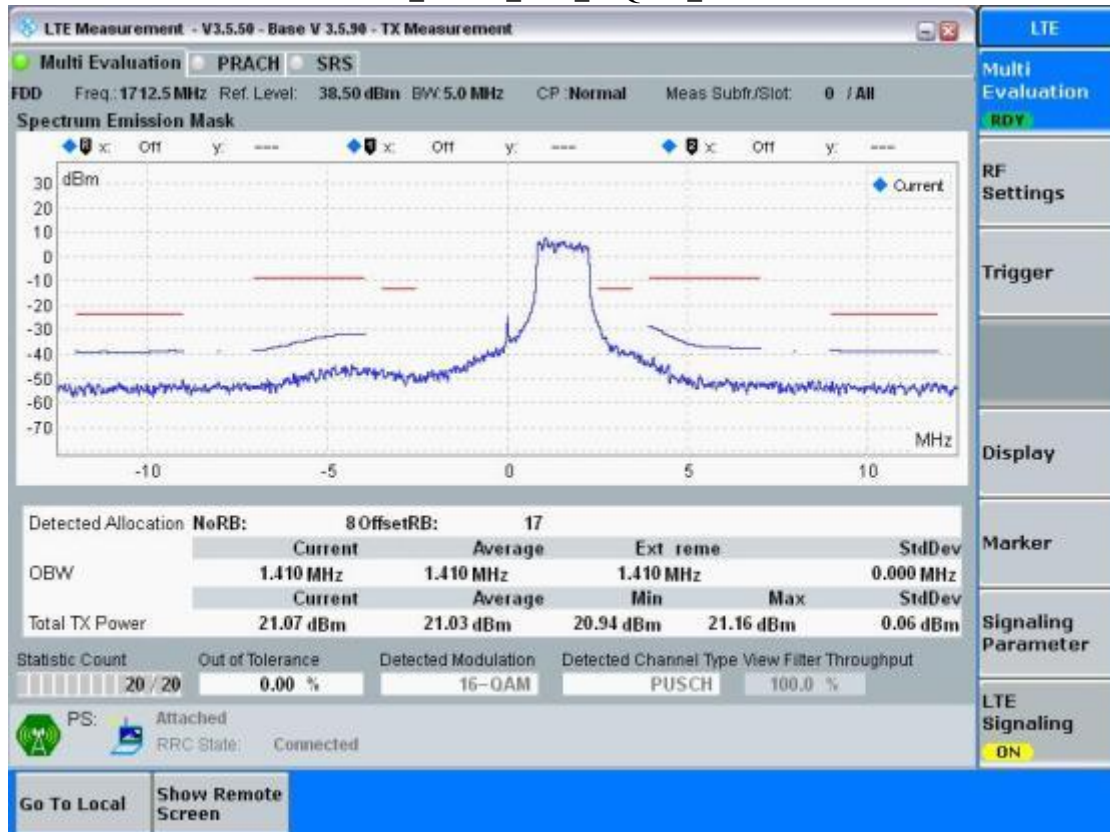 LTE Measurement - V3.5.50 - Base V 3.5.90 - TX Measurement
LTE
Multi Evaluation PRACH SRS
Multi
Evaluation
RDY
FDD Freq.: 1712.5 MHz Ref. Level: 38.50 dBm BW: 5.0 MHz CP :Normal Meas Subfr/Slot: 0 / All
Spectrum Emission Mask
x: Off y: --- x: Off y: --- x: Off y: ---
dBm
Current
30
20
10
0
-10
-20
-30
-40
-50
-60
-70
MHz
-10 -5 0 5 10
RF
Settings
Trigger
Display
Marker
Signaling
Parameter
LTE
Signaling
ON
Detected Allocation NoRB: 8 OffsetRB: 17
Current Average Ext reme StdDev
OBW 1.410 MHz 1.410 MHz 1.410 MHz 0.000 MHz
Current Average Min Max StdDev
Total TX Power 21.07 dBm 21.03 dBm 20.94 dBm 21.16 dBm 0.06 dBm
Statistic Count Out of Tolerance Detected Modulation Detected Channel Type View Filter Throughput
20 / 20 0.00 % 16-QAM PUSCH 100.0 %
PS: Attached
RRC State: Connected
Go To Local
Show Remote
Screen